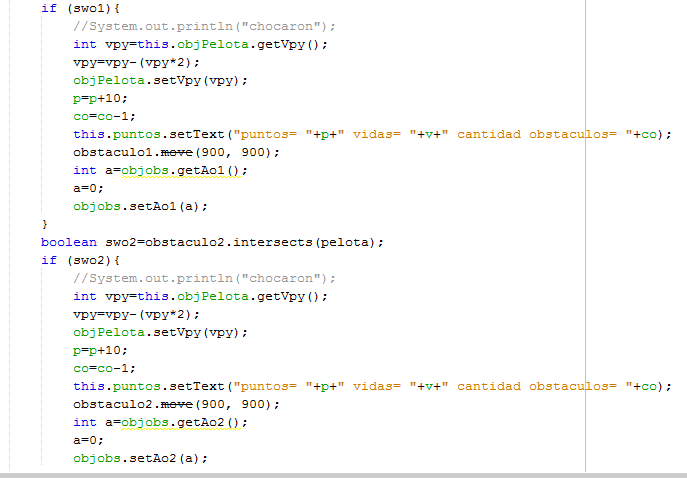 if (swo1){
//System.out.println("chocaron");
int vpy=this.objPelota.getVpy();
vpy=vpy-(vpy*2);
objPelota.setVpy(vpy);
p=p+10;
co=co-1;
this.puntos.setText("puntos= "+p+" vidas= "+v+" cantidad obstaculos= "+co);
obstaculo1.move(900, 900);
int a=objobs.getAo1();
a=0;
objobs.setAo1(a);
}
boolean swo2=obstaculo2.intersects(pelota);
if (swo2){
//System.out.println("chocaron");
int vpy=this.objPelota.getVpy();
vpy=vpy-(vpy*2);
objPelota.setVpy(vpy);
p=p+10;
co=co-1;
this.puntos.setText("puntos= "+p+" vidas= "+v+" cantidad obstaculos= "+co);
obstaculo2.move(900, 900);
int a=objobs.getAo2();
a=0;
objobs.setAo2(a);